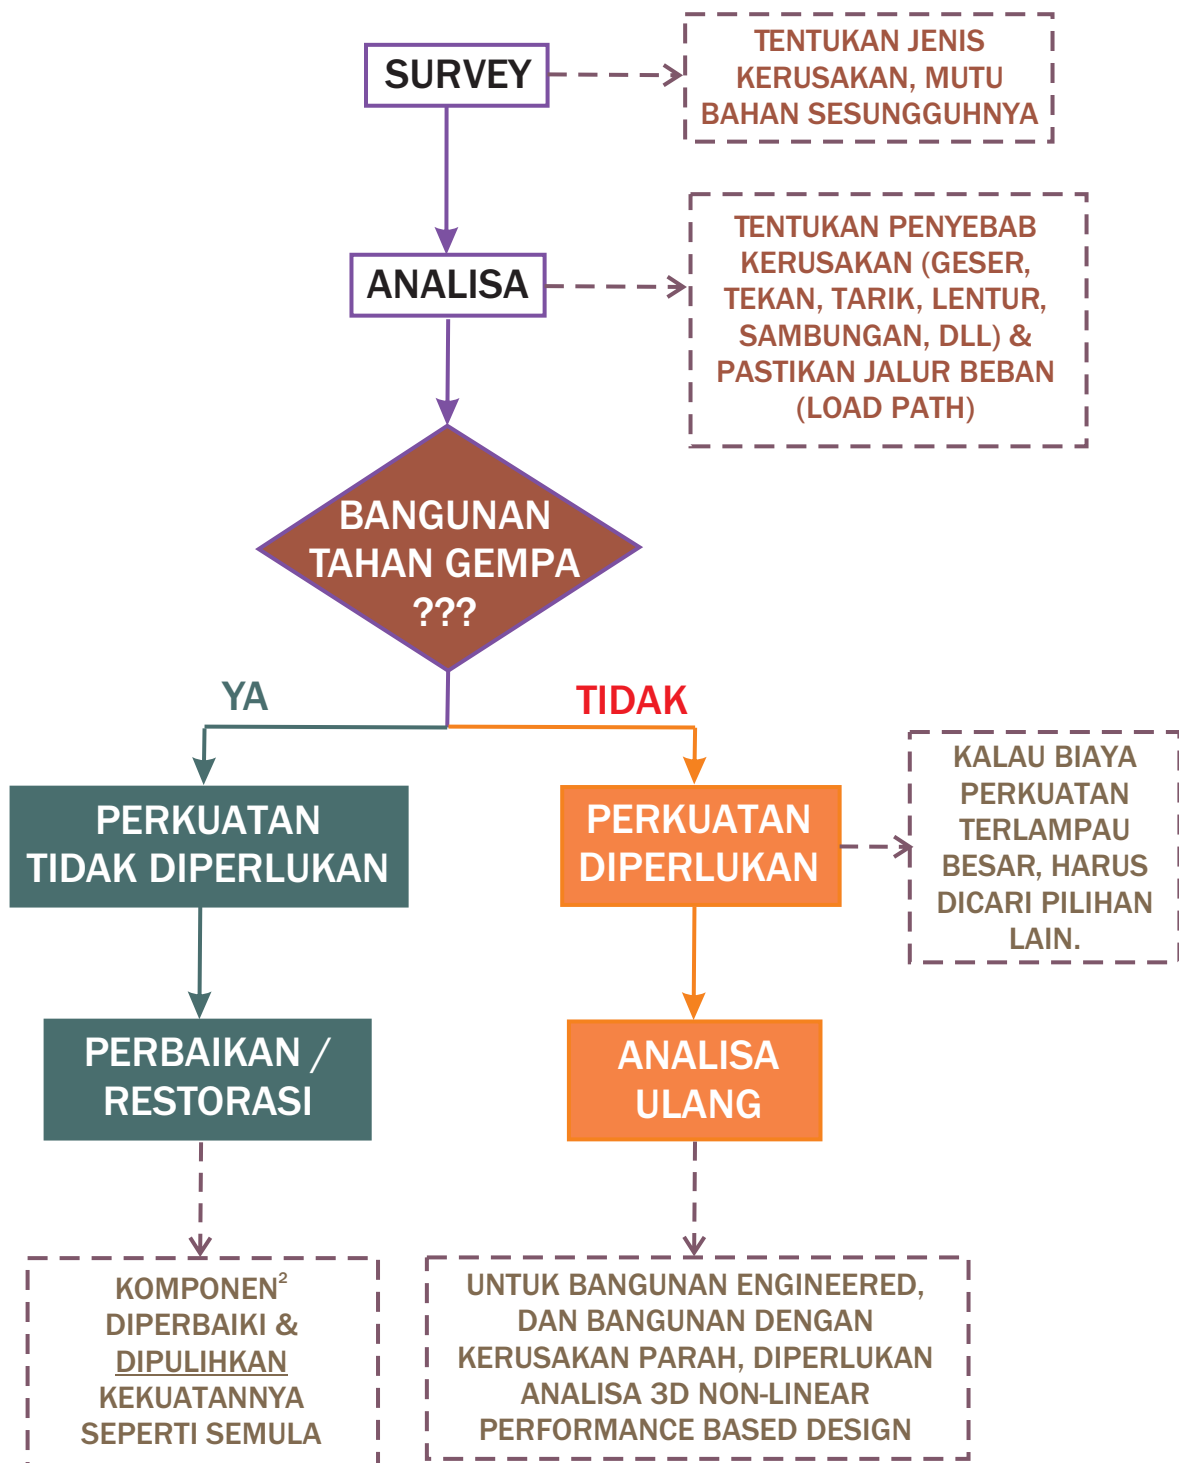 SURVEY
TENTUKAN JENIS
KERUSAKAN, MUTU
BAHAN SESUNGGUHNYA
ANALISA
TENTUKAN PENYEBAB
KERUSAKAN (GESER,
TEKAN, TARIK, LENTUR,
SAMBUNGAN, DLL) &
PASTIKAN JALUR BEBAN
(LOAD PATH)
BANGUNAN
TAHAN GEMPA
???
YA
TIDAK
PERKUATAN
TIDAK DIPERLUKAN
PERKUATAN
DIPERLUKAN
KALAU BIAYA
PERKUATAN
TERLAMPAU
BESAR, HARUS
DICARI PILIHAN
LAIN.
PERBAIKAN /
RESTORASI
ANALISA
ULANG
KOMPONEN²
DIPERBAIKI &
DIPULIHKAN
KEKUATANNYA
SEPERTI SEMULA
UNTUK BANGUNAN ENGINEERED,
DAN BANGUNAN DENGAN
KERUSAKAN PARAH, DIPERLUKAN
ANALISA 3D NON-LINEAR
PERFORMANCE BASED DESIGN